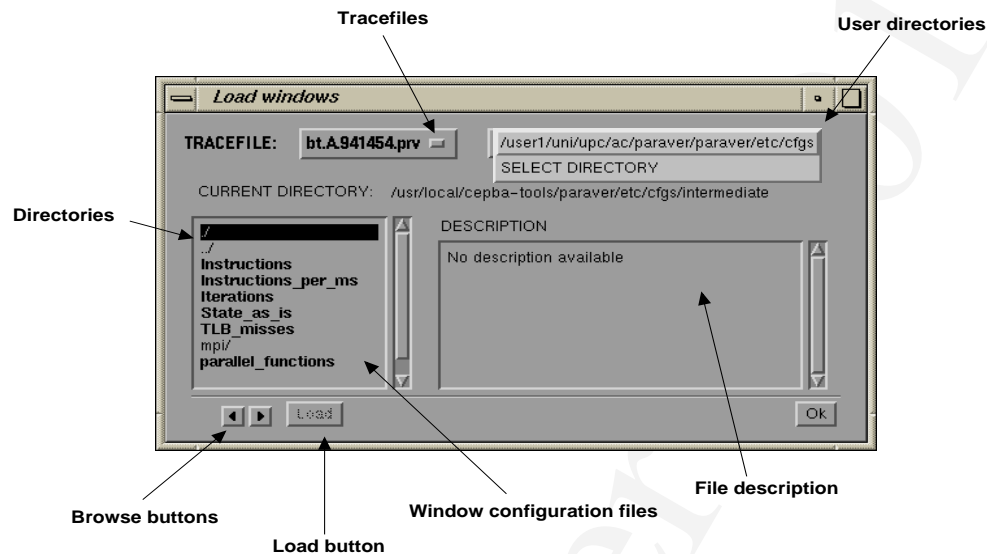 Tracefiles
User directories
Load windows
TRACEFILE: bt.A.941454.prv /user1/uni/upc/ac/paraver/paraver/etc/cfgs
SELECT DIRECTORY
CURRENT DIRECTORY: /usr/local/cepba-tools/paraver/etc/cfgs/intermediate
Directories
./
../
Instructions
Instructions_per_ms
Iterations
State_as_is
TLB_misses
mpi/
parallel_functions
DESCRIPTION
No description available
Load
Ok
File description
Window configuration files
Browse buttons
Load button